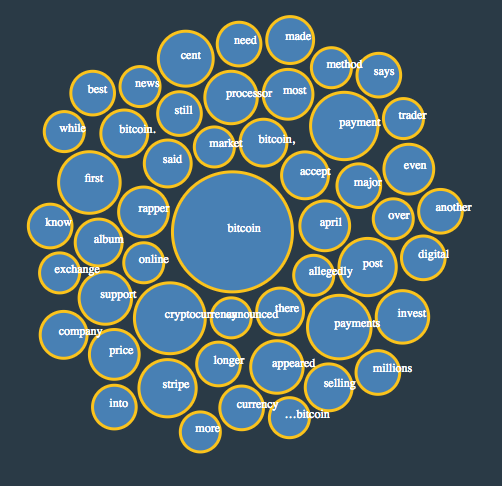 made
need
cent
method
says
news
best
processor
most
still
trader
payment
while
bitcoin.
market
bitcoin,
said
even
accept
first
major
rapper
another
over
april
know
bitcoin
album
digital
online
post
exchange
allegedly
support
there
cryptocurrency
announced
invest
payments
company
price
longer
appeared
millions
stripe
selling
into
currency
…bitcoin
more